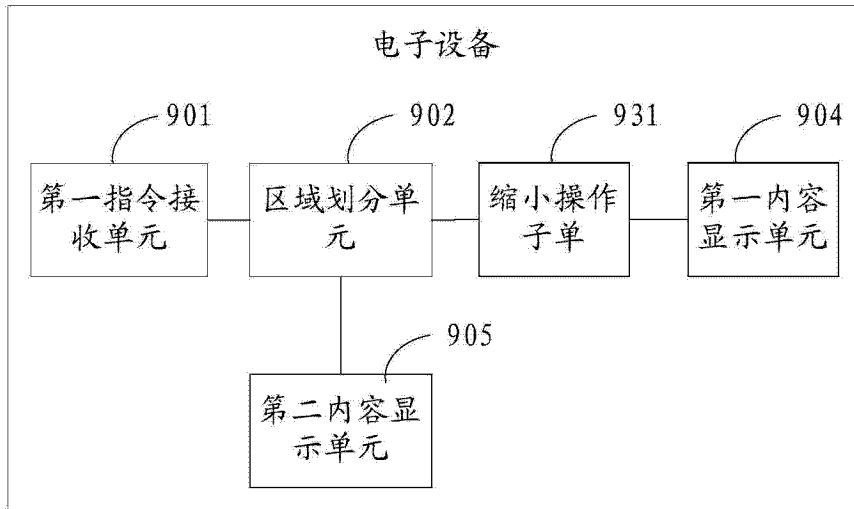 电子设备
901
902
931
904
第一指令接
收单元
区域划分单
元
缩小操作
子单
第一内容
显示单元
905
第二内容显
示单元